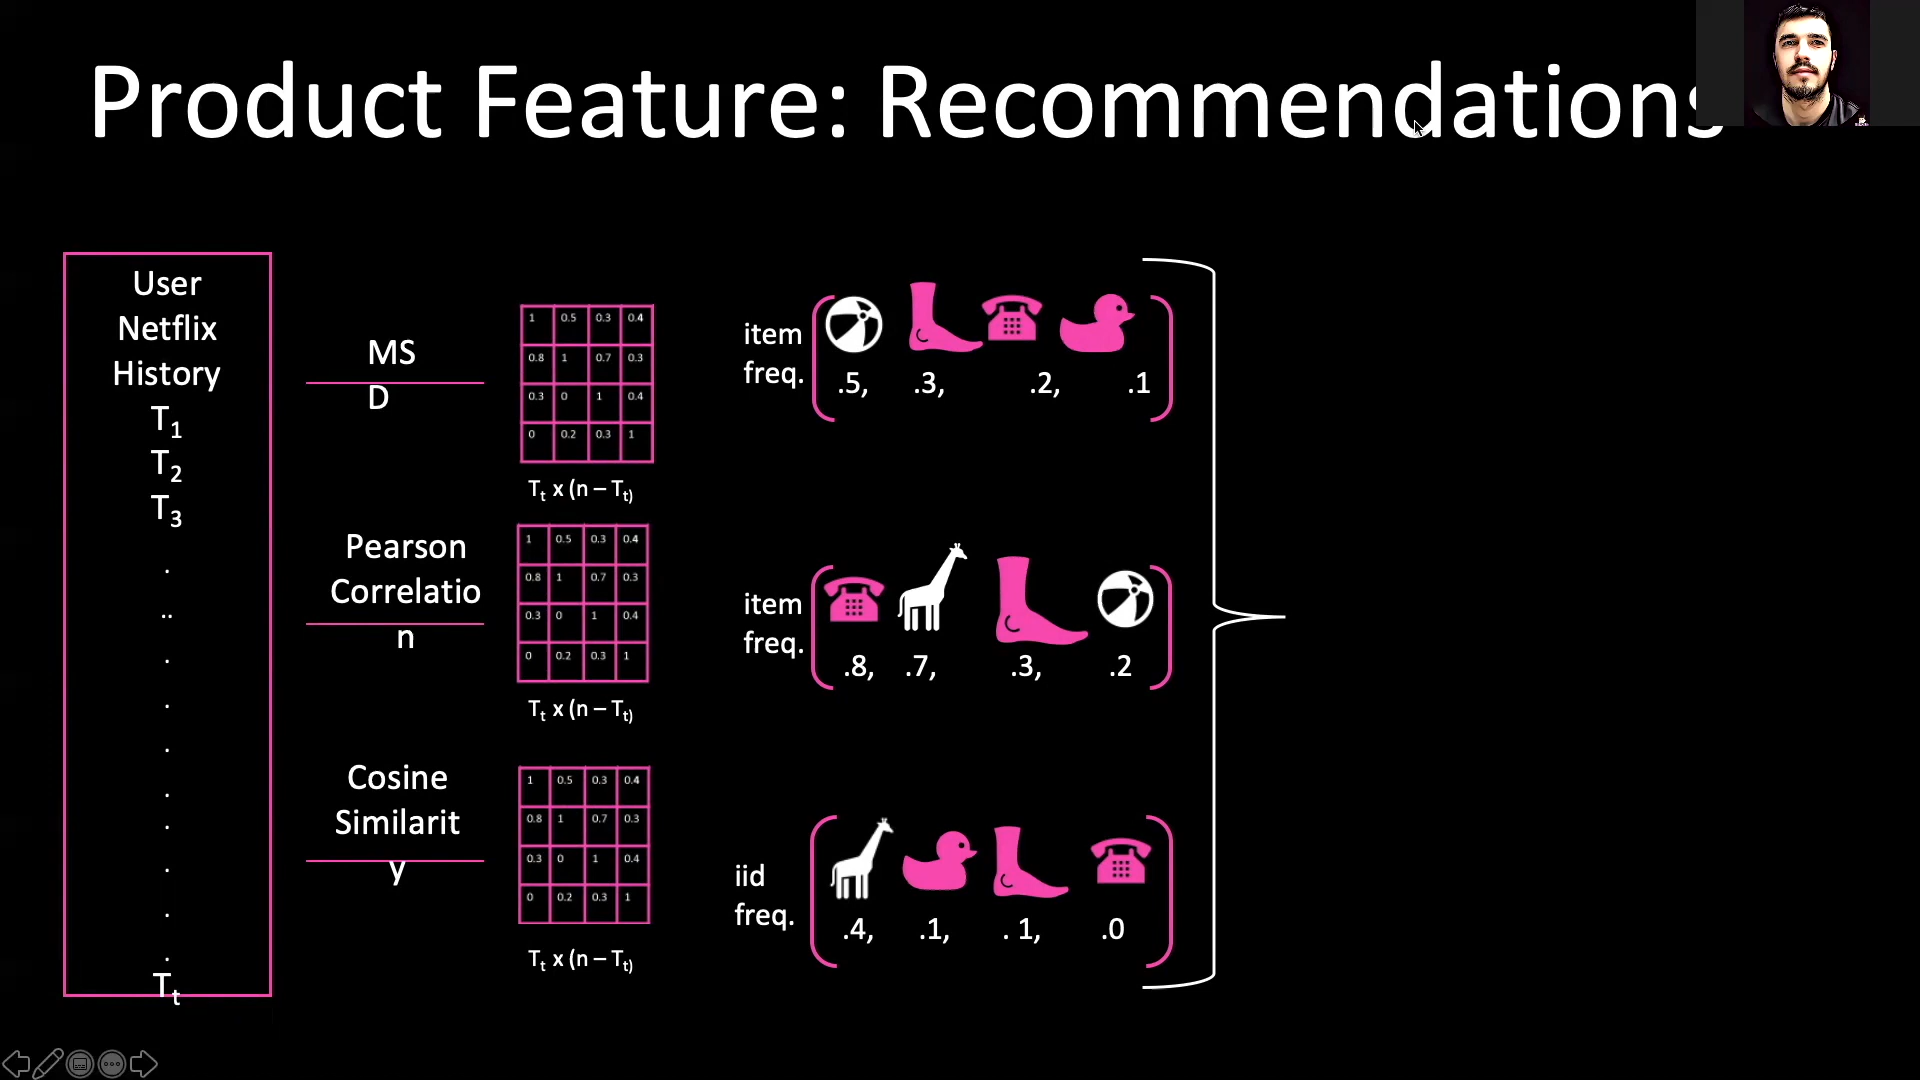 Product Feature: Recommendations
User
Netflix
History
T1
T2
T3
.
..
.
.
.
.
.
.
.
.
Tt
MS
D
1 0.5 0.3 0.4
0.8 1 0.7 0.3
0.3 0 1 0.4
0 0.2 0.3 1
Tt x (n – Tt)
item
freq.
.5, .3, .2, .1
Pearson
Correlatio
n
1 0.5 0.3 0.4
0.8 1 0.7 0.3
0.3 0 1 0.4
0 0.2 0.3 1
Tt x (n – Tt)
item
freq.
.8, .7, .3, .2
Cosine
Similarit
y
1 0.5 0.3 0.4
0.8 1 0.7 0.3
0.3 0 1 0.4
0 0.2 0.3 1
Tt x (n – Tt)
iid
freq.
.4, .1, . 1, .0